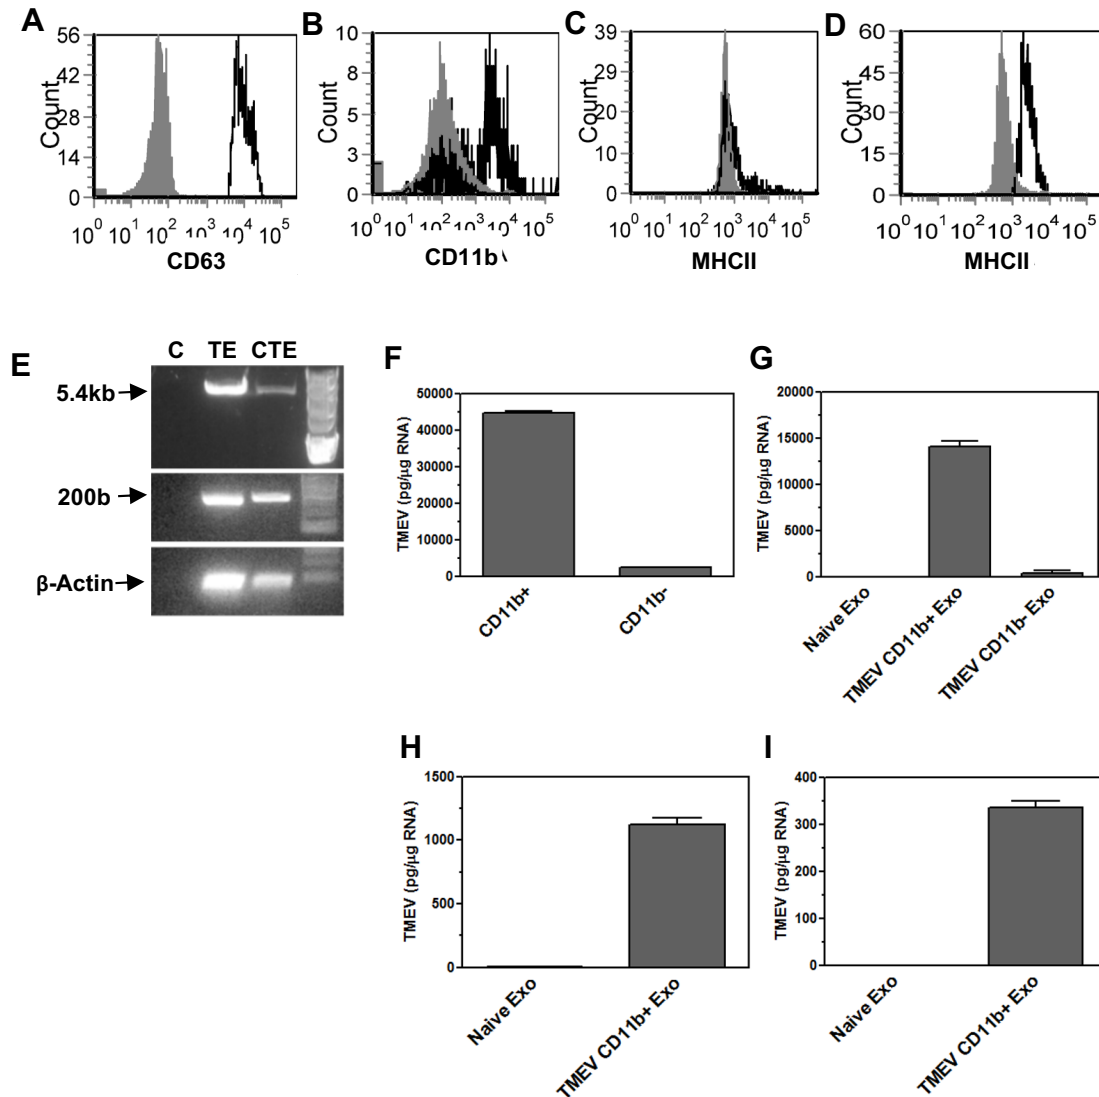 A
56
42
28
14
0
Count
10^0 10^1 10^2 10^3 10^4 10^5
CD63
B
10
8
5
3
0
Count
10^0 10^1 10^2 10^3 10^4 10^5
CD11b
C
39
29
20
10
0
Count
10^0 10^1 10^2 10^3 10^4 10^5
MHCII
D
60
45
30
15
0
Count
10^0 10^1 10^2 10^3 10^4 10^5
MHCII
E
C TE CTE
5.4kb
200b
β-Actin
F
50000
40000
30000
20000
10000
0
TMEV (pg/µg RNA)
CD11b+
CD11b-
G
20000
15000
10000
5000
0
TMEV (pg/µg RNA)
Naive Exo
TMEV CD11b+ Exo
TMEV CD11b- Exo
H
1500
1000
500
0
TMEV (pg/µg RNA)
Naive Exo
TMEV CD11b+ Exo
I
400
300
200
100
0
TMEV (pg/µg RNA)
Naive Exo
TMEV CD11b+ Exo